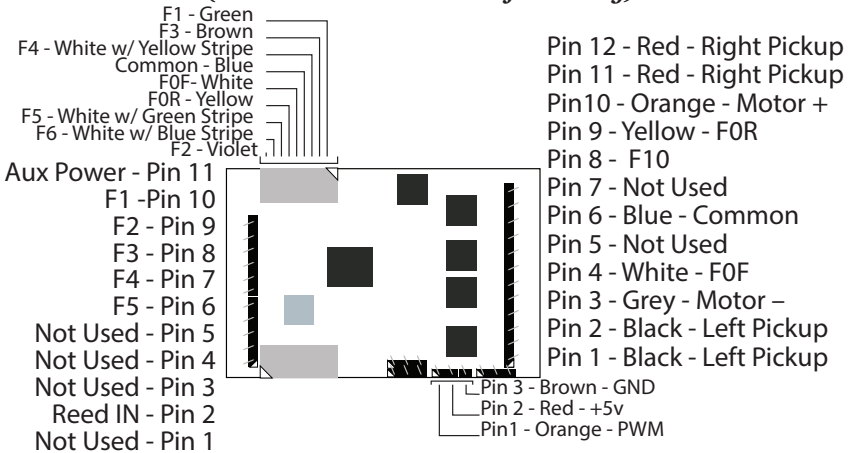 F1 - Green
F3 - Brown
F4 - White w/ Yellow Stripe
Common - Blue
F0F- White
F0R - Yellow
F5 - White w/ Green Stripe
F6 - White w/ Blue Stripe
F2 - Violet
Aux Power - Pin 11
F1 -Pin 10
F2 - Pin 9
F3 - Pin 8
F4 - Pin 7
F5 - Pin 6
Not Used - Pin 5
Not Used - Pin 4
Not Used - Pin 3
Reed IN - Pin 2
Not Used - Pin 1
Pin 12 - Red - Right Pickup
Pin 11 - Red - Right Pickup
Pin10 - Orange - Motor +
Pin 9 - Yellow - F0R
Pin 8 - F10
Pin 7 - Not Used
Pin 6 - Blue - Common
Pin 5 - Not Used
Pin 4 - White - F0F
Pin 3 - Grey - Motor –
Pin 2 - Black - Left Pickup
Pin 1 - Black - Left Pickup
Pin 3 - Brown - GND
Pin 2 - Red - +5v
Pin1 - Orange - PWM